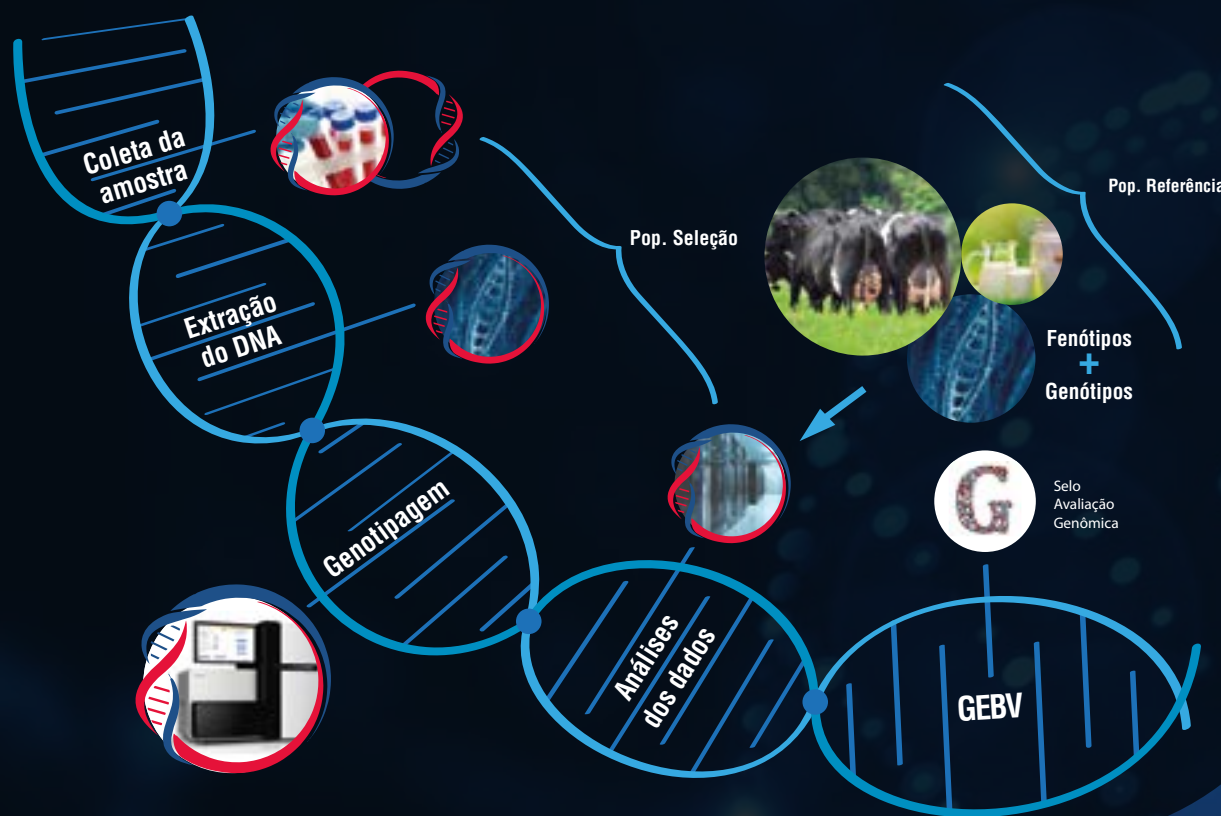 Coleta da
amostra
Extração
do DNA
Genotipagem
Análises
dos dados
GEBV
Pop. Seleção
Pop. Referência
Fenótipos
+
Genótipos
G
Selo
Avaliação
Genômica